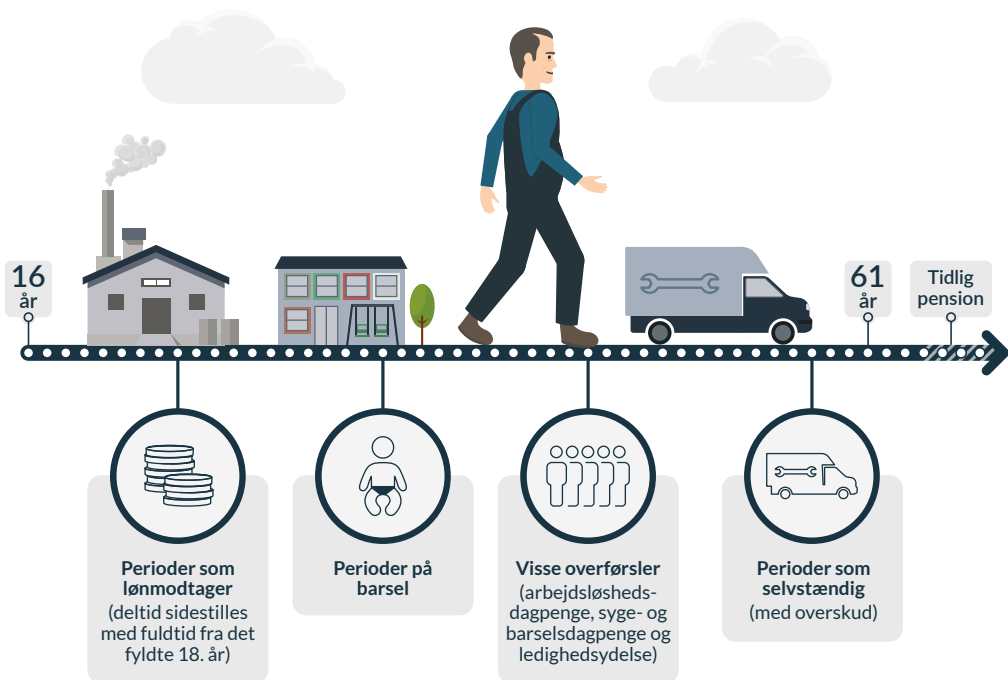 16
år
61
år
Tidlig
pension
Perioder som
lønmodtager
(deltid sidestilles
med fuldtid fra det
fyldte 18. år)
Perioder på
barsel
Visse overførsler
(arbejdsløsheds-
dagpenge, syge- og
barselsdagpenge og
ledighedsydelse)
Perioder som
selvstændig
(med overskud)